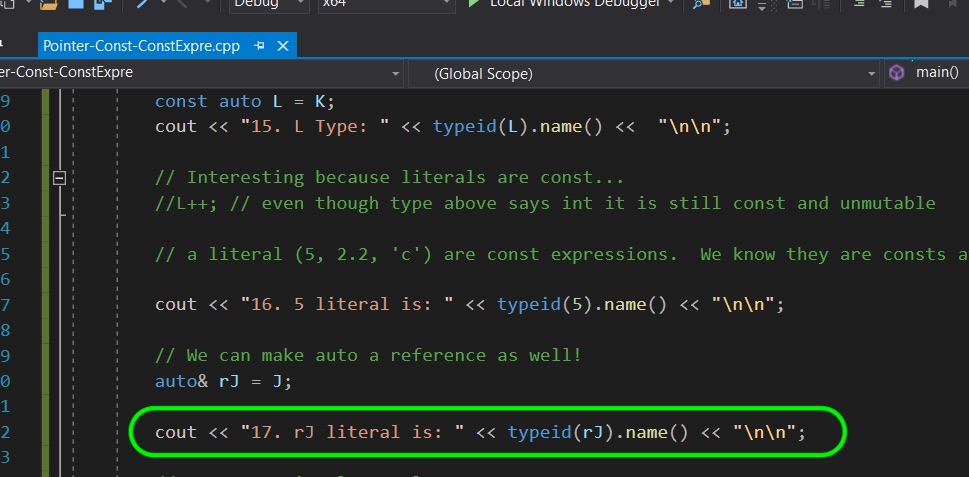 Debug x64 Local Windows Debugger
Pointer-Const-ConstExpre.cpp
er-Const-ConstExpre (Global Scope) main()
9 const auto L = K;
0 cout << "15. L Type: " << typeid(L).name() << "\n\n";
1
2 // Interesting because literals are const...
3 //L++; // even though type above says int it is still const and unmutable
4
5 // a literal (5, 2.2, 'c') are const expressions. We know they are consts a
6
7 cout << "16. 5 literal is: " << typeid(5).name() << "\n\n";
8
9 // We can make auto a reference as well!
0 auto& rJ = J;
1
2 cout << "17. rJ literal is: " << typeid(rJ).name() << "\n\n";
3